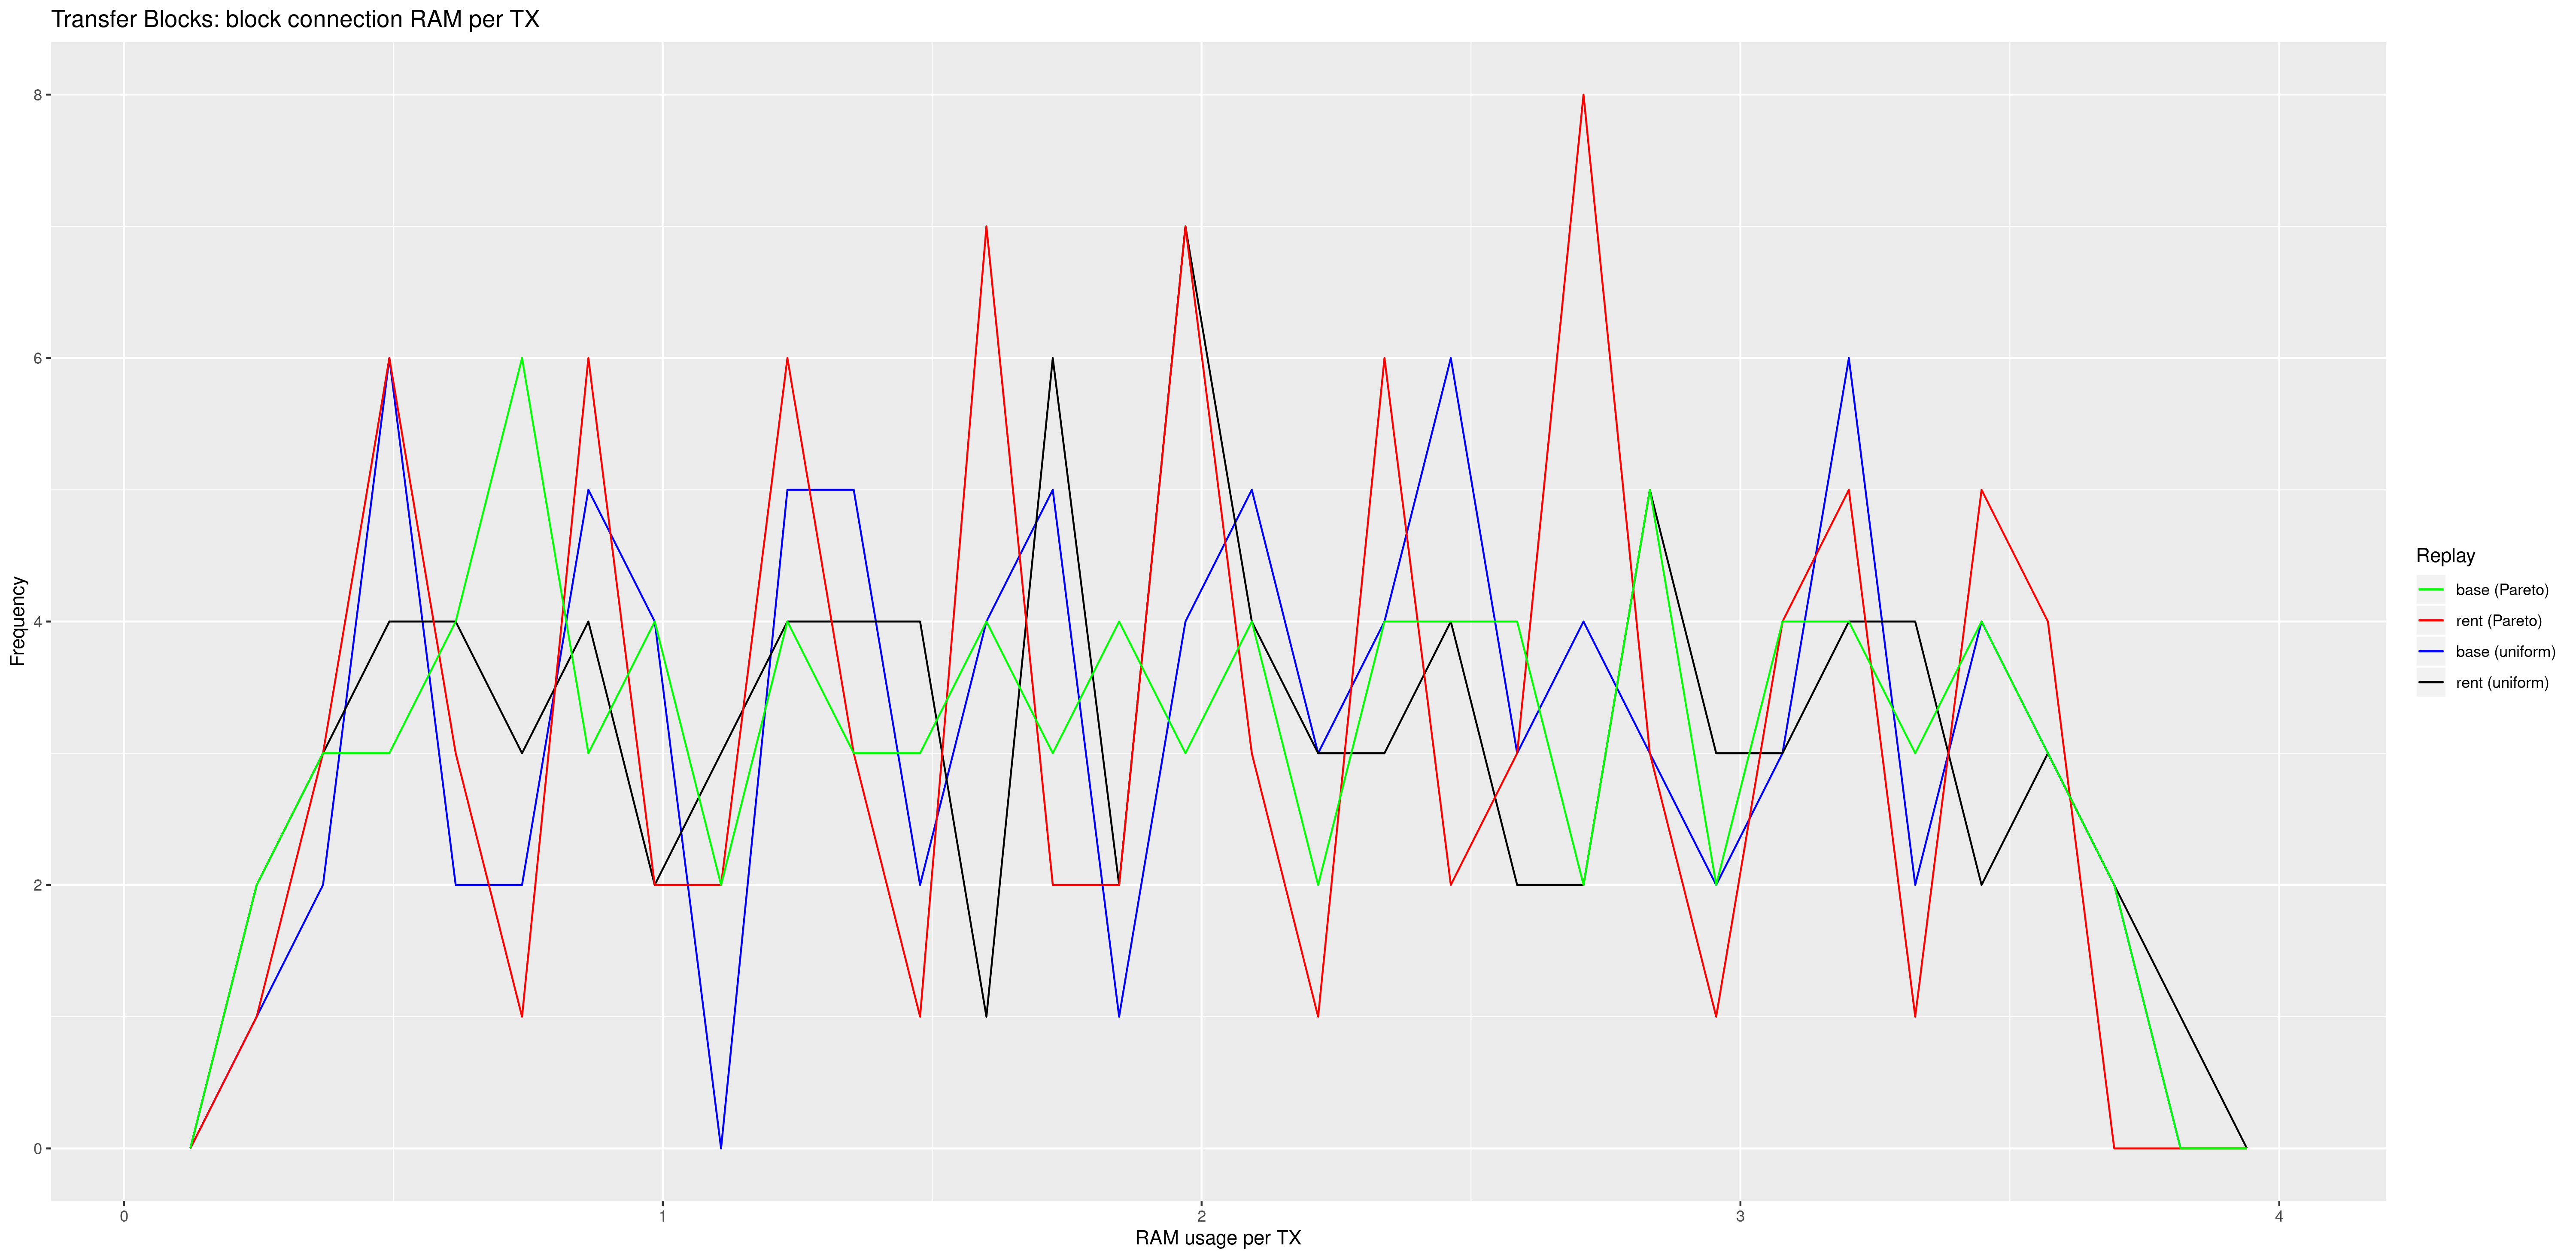 Transfer Blocks: block connection RAM per TX
8
6
4
2
0
Frequency
0 1 2 3 4
RAM usage per TX
Replay
base (Pareto)
rent (Pareto)
base (uniform)
rent (uniform)